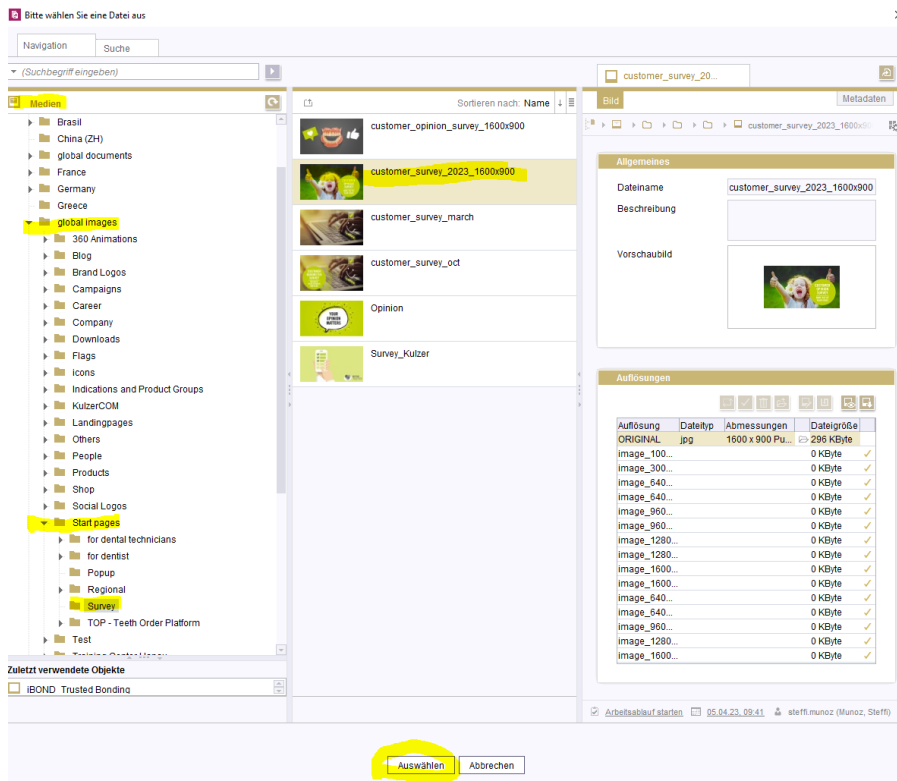 Bitte wählen Sie eine Datei aus
Navigation
Suche
(Suchbegriff eingeben)
Medien
Brasil
China (ZH)
global documents
France
Germany
Greece
global images
360 Animations
Blog
Brand Logos
Campaigns
Career
Company
Downloads
Flags
icons
Indications and Product Groups
KulzerCOM
Landingpages
Others
People
Products
Shop
Social Logos
Start pages
for dental technicians
for dentist
Popup
Regional
Survey
TOP - Teeth Order Platform
Test
Zuletzt verwendete Objekte
iBOND Trusted Bonding
Sortieren nach: Name
customer_opinion_survey_1600x900
customer_survey_2023_1600x900
customer_survey_march
customer_survey_oct
Opinion
YOUR OPINION MATTERS
Survey_Kulzer
customer_survey_20...
Bild
Metadaten
customer_survey_2023_1600x90
Allgemeines
Dateiname customer_survey_2023_1600x900
Beschreibung
Vorschaubild
Auflösungen
Auflösung Dateityp Abmessungen Dateigröße
ORIGINAL jpg 1600 x 900 Pu... 296 KByte
image_100... 0 KByte
image_300... 0 KByte
image_640... 0 KByte
image_640... 0 KByte
image_960... 0 KByte
image_960... 0 KByte
image_1280... 0 KByte
image_1280... 0 KByte
image_1600... 0 KByte
image_1600... 0 KByte
image_640... 0 KByte
image_640... 0 KByte
image_960... 0 KByte
image_1280... 0 KByte
image_1600... 0 KByte
Arbeitsablauf starten 05.04.23, 09:41 steffi.munoz (Munoz, Steffi)
Auswählen Abbrechen